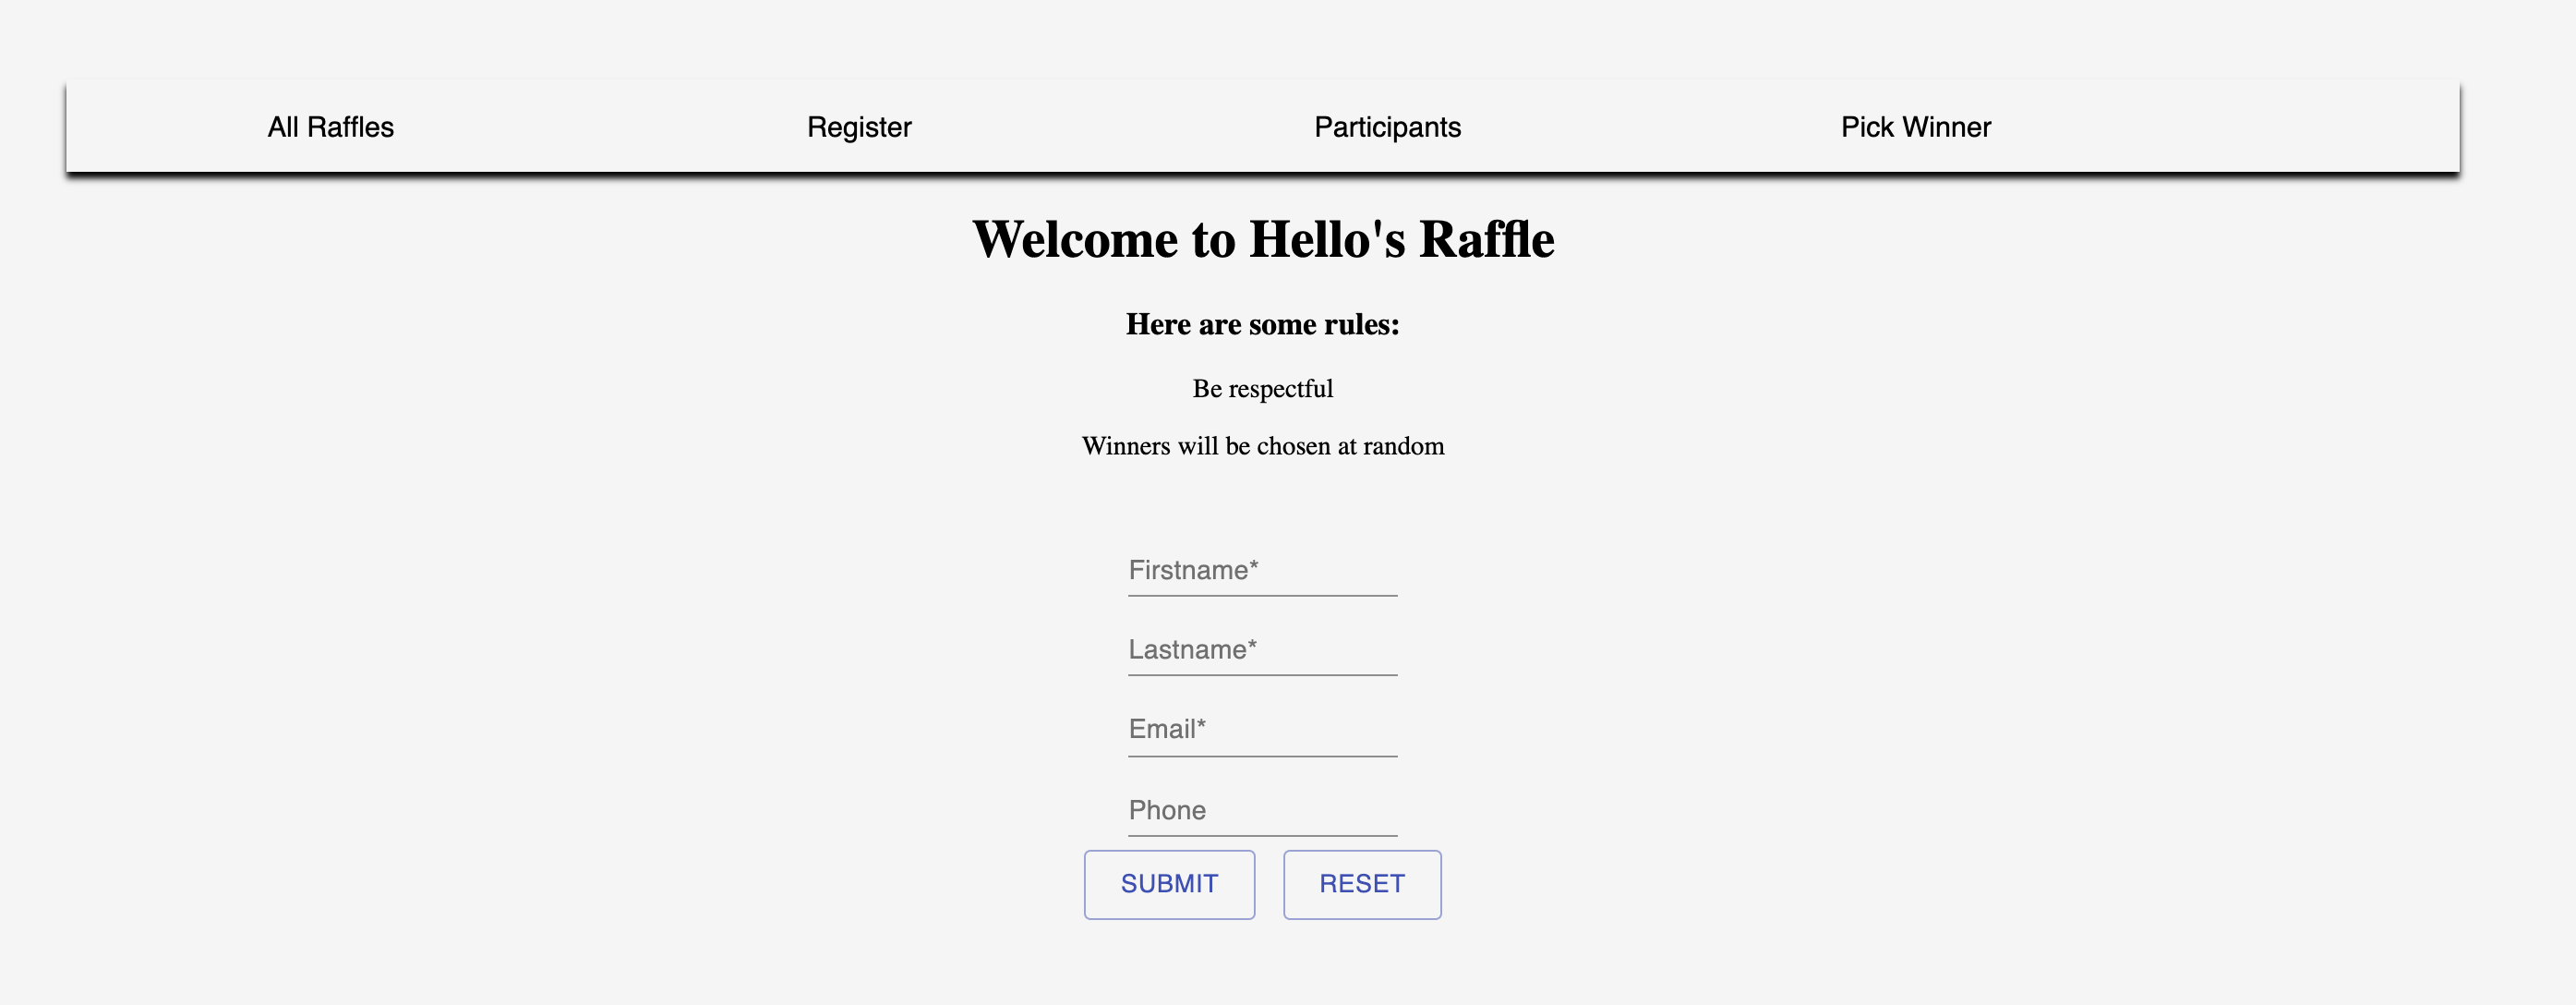 All Raffles Register Participants Pick Winner
Welcome to Hello's Raffle
Here are some rules:
Be respectful
Winners will be chosen at random
Firstname*
Lastname*
Email*
Phone
SUBMIT RESET